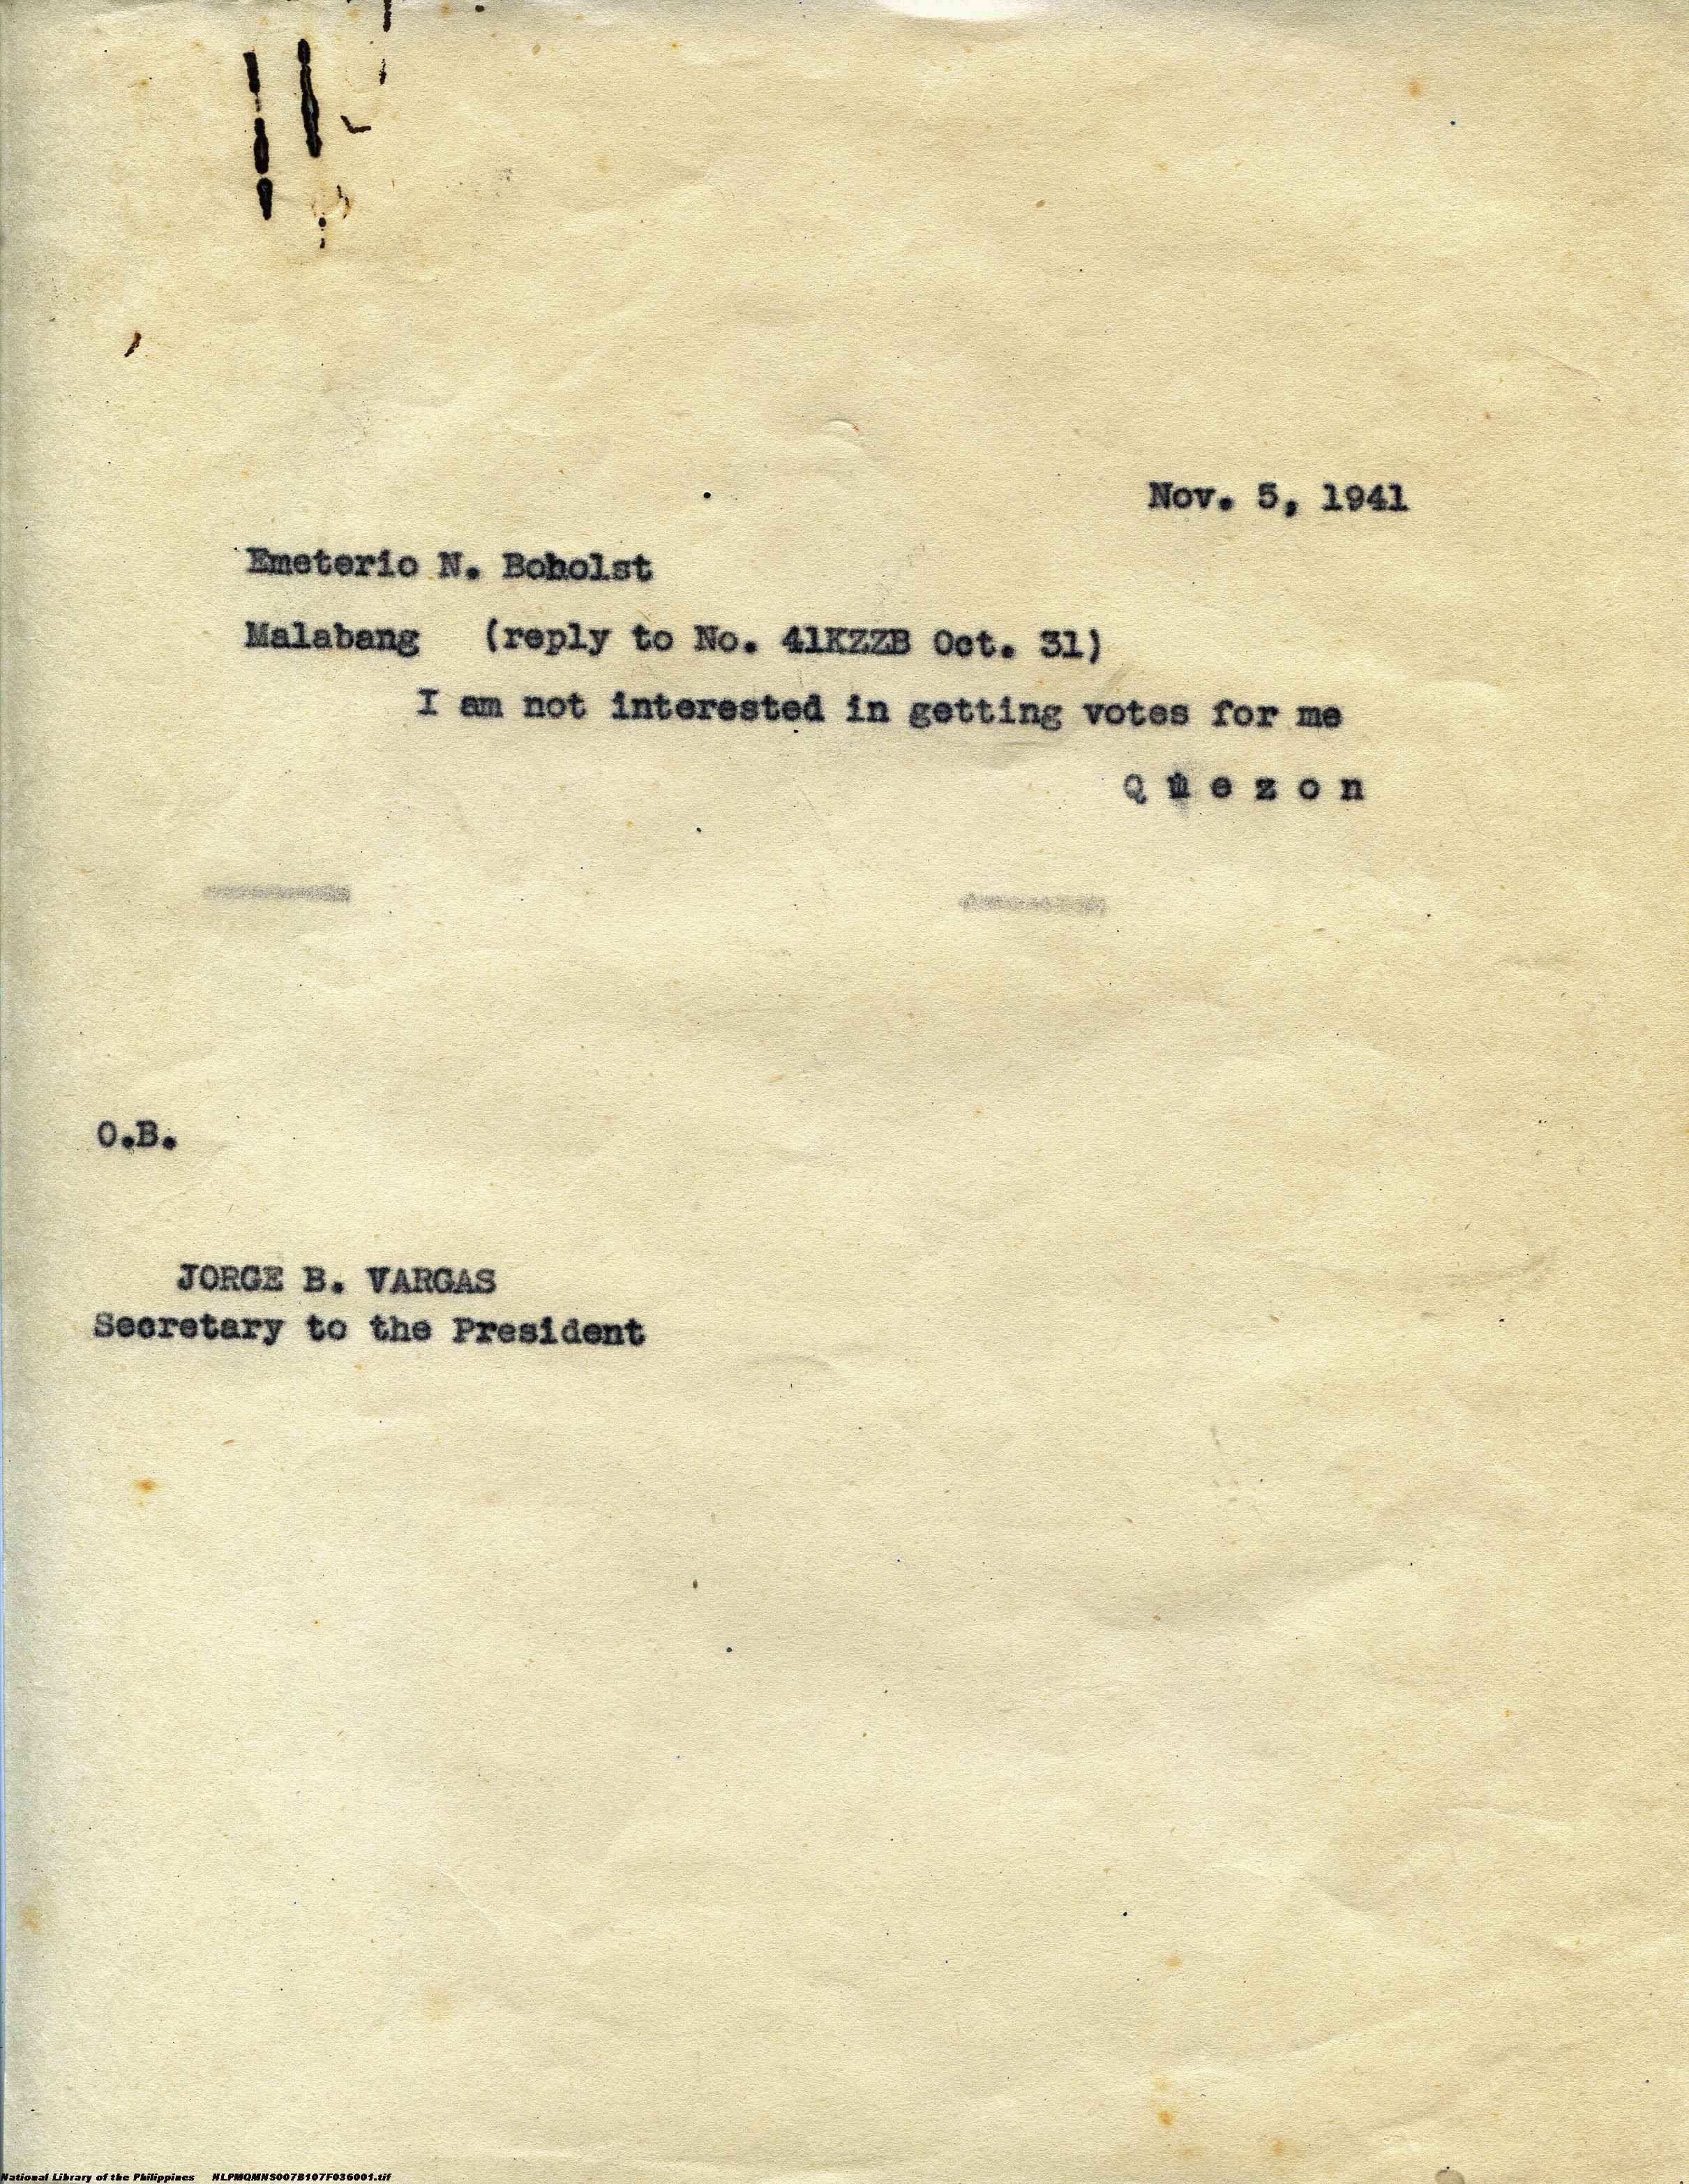 Nov. 5, 1941
Emeterio N. Boholst
Malabang (reply to No. 41KZZB Oct. 31)
I am not interested in getting votes for me
Q u e z o n
O.B.
JORGE B. VARGAS
Secretary to the President
National Library of the Philippines NLPMQMNS007B107F036001.tif